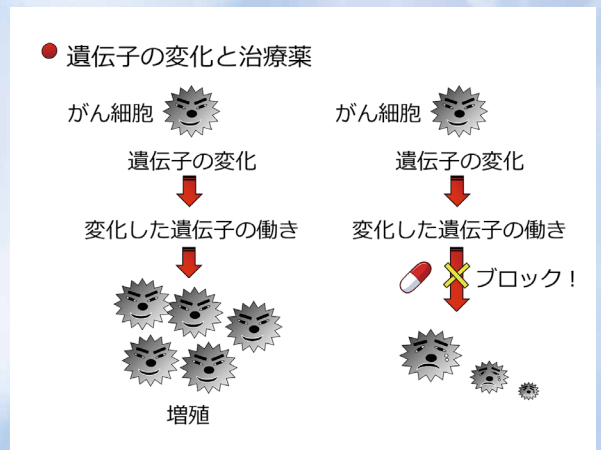 遺伝子の変化と治療薬
がん細胞
遺伝子の変化
変化した遺伝子の働き
増殖
がん細胞
遺伝子の変化
変化した遺伝子の働き
ブロック！